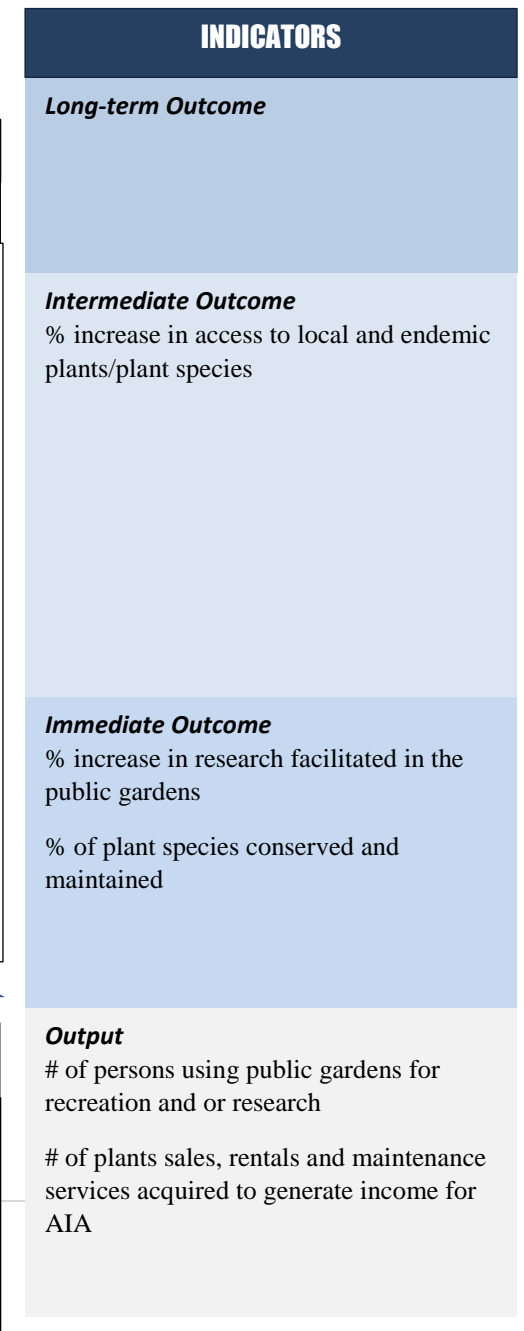 INDICATORS
Long-term Outcome
Intermediate Outcome
% increase in access to local and endemic
plants/plant species
Immediate Outcome
% increase in research facilitated in the
public gardens
% of plant species conserved and
maintained
Output
# of persons using public gardens for
recreation and or research
# of plants sales, rentals and maintenance
services acquired to generate income for
AIA